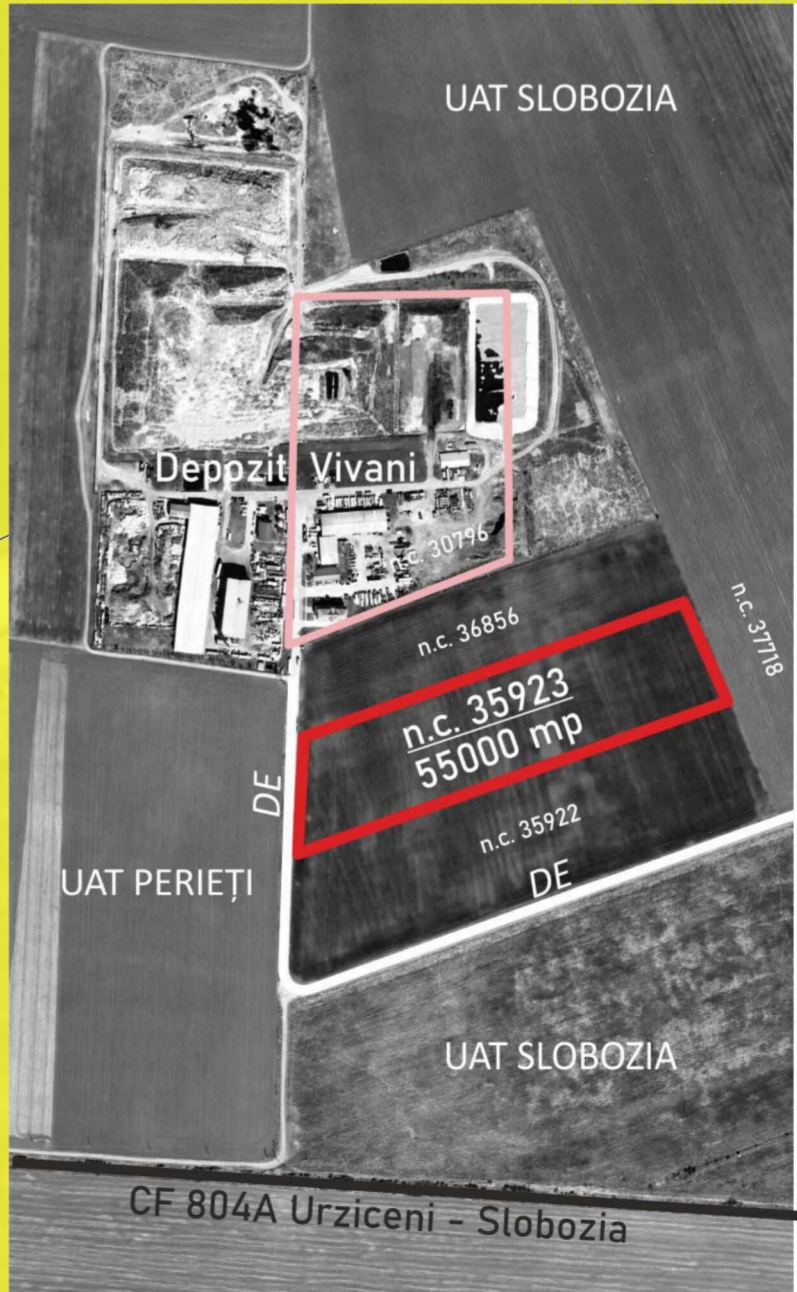 UAT SLOBOZIA
Depozit Vivani
n.c. 30796
n.c. 36856
n.c. 37718
n.c. 35923
55000 mp
DE
n.c. 35922
UAT PERIEȚI
DE
UAT SLOBOZIA
CF 804A Urziceni - Slobozia